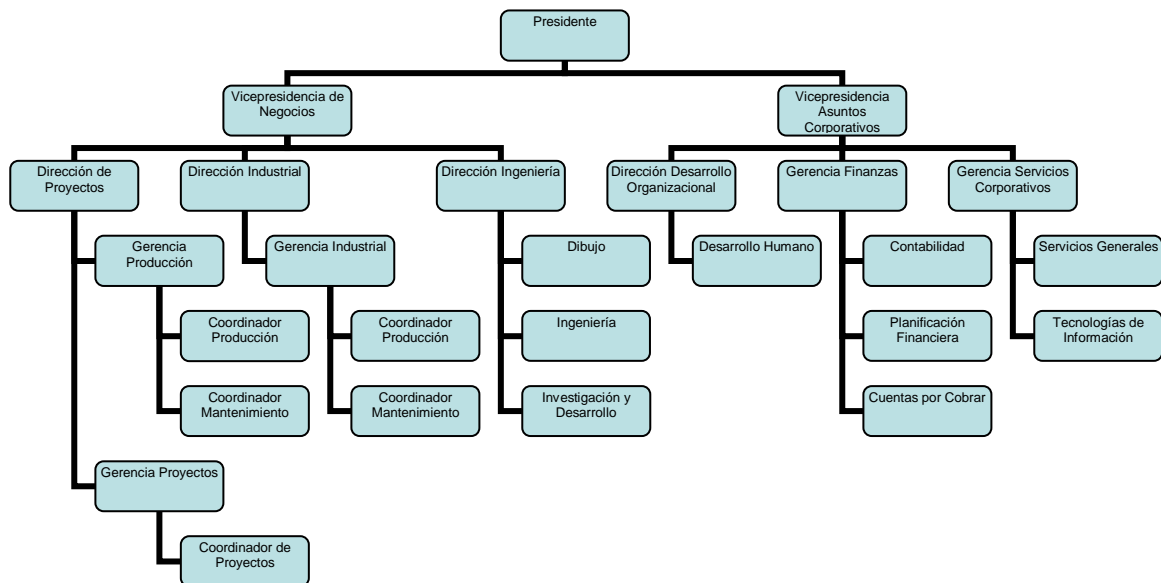 Presidente
Vicepresidencia de
Negocios
Vicepresidencia
Asuntos
Corporativos
Dirección de
Proyectos
Dirección Industrial
Dirección Ingeniería
Dirección Desarrollo
Organizacional
Gerencia Finanzas
Gerencia Servicios
Corporativos
Gerencia
Producción
Gerencia Industrial
Dibujo
Desarrollo Humano
Contabilidad
Servicios Generales
Coordinador
Producción
Coordinador
Producción
Ingeniería
Planificación
Financiera
Tecnologías de
Información
Coordinador
Mantenimiento
Coordinador
Mantenimiento
Investigación y
Desarrollo
Cuentas por Cobrar
Gerencia Proyectos
Coordinador de
Proyectos